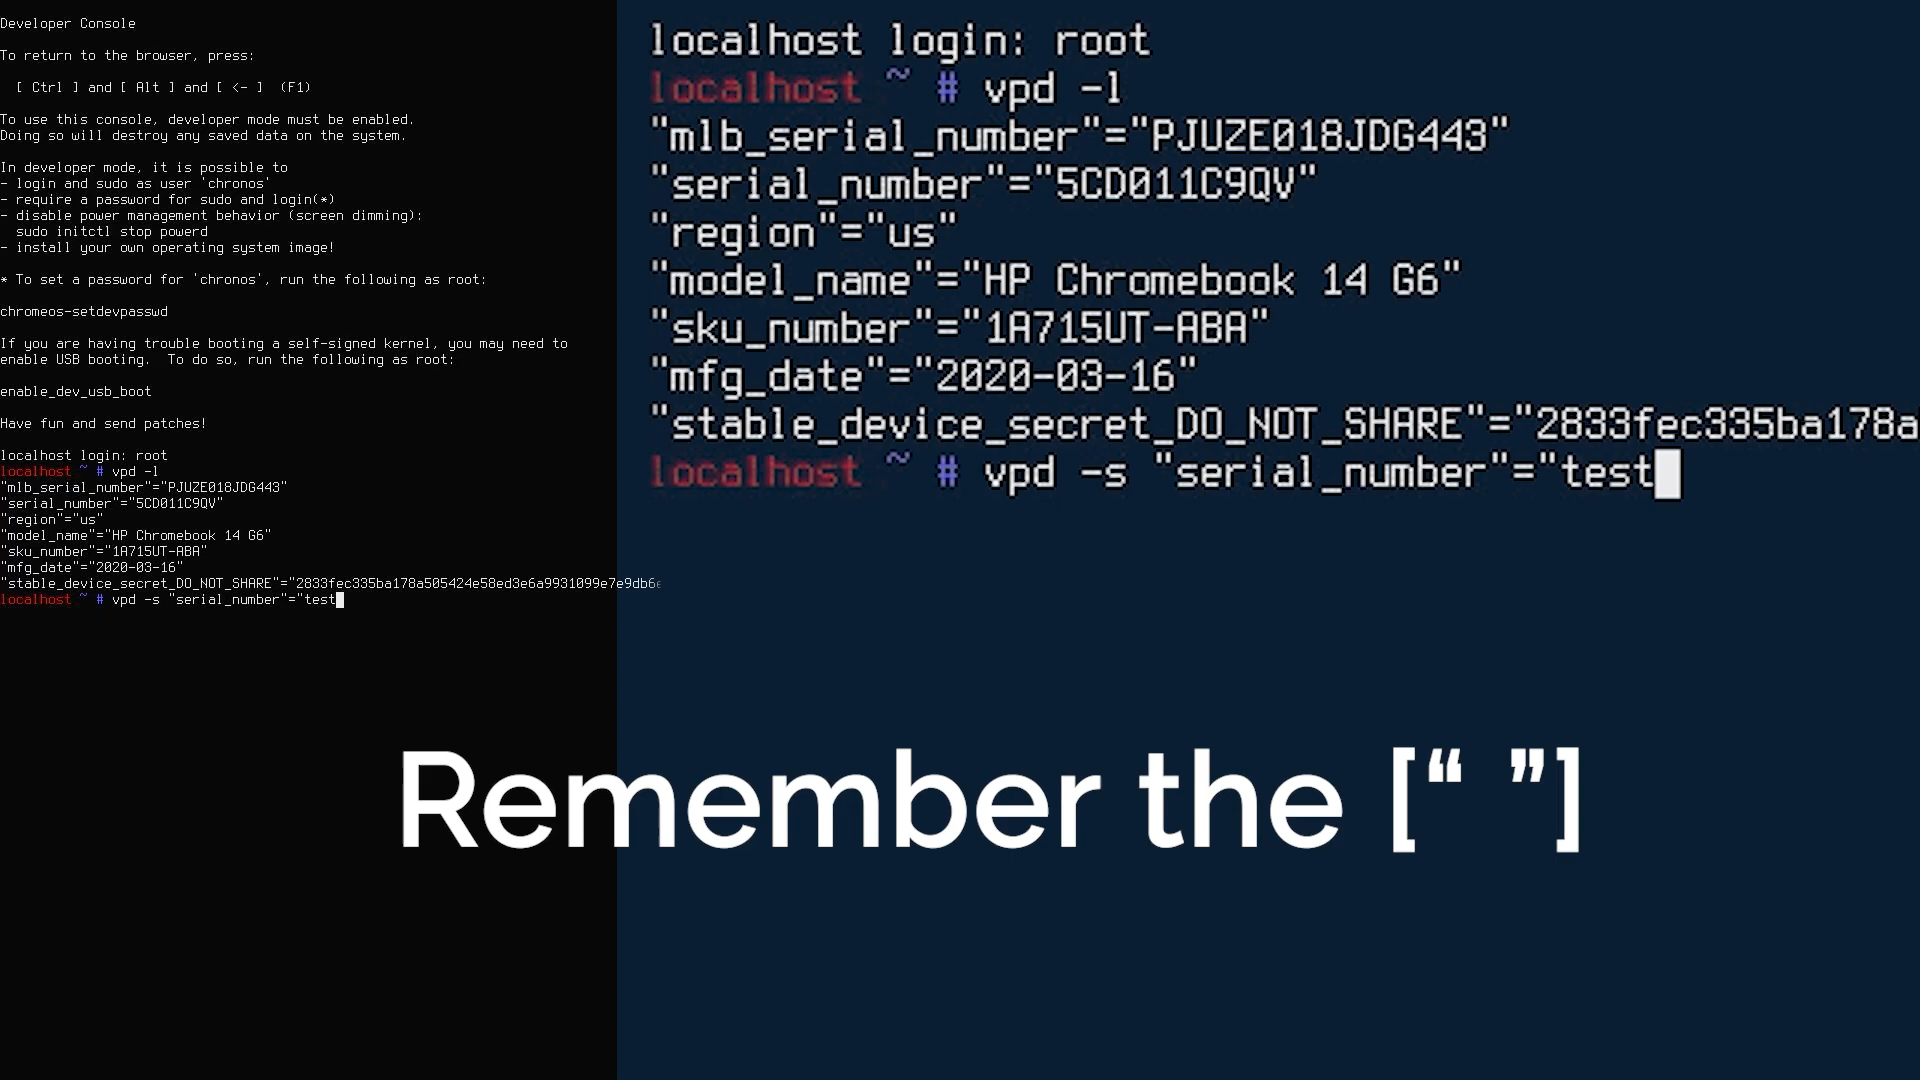 Developer Console
To return to the browser, press:
[ Ctrl ] and [ Alt ] and [ <- ] (F1)
To use this console, developer mode must be enabled.
Doing so will destroy any saved data on the system.
In developer mode, it is possible to
- login and sudo as user 'chronos'
- require a password for sudo and login(*)
- disable power management behavior (screen dimming):
sudo initctl stop powerd
- install your own operating system image!
* To set a password for 'chronos', run the following as root:
chromeos-setdevpasswd
If you are having trouble booting a self-signed kernel, you may need to
enable USB booting. To do so, run the following as root:
enable_dev_usb_boot
Have fun and send patches!
localhost login: root
localhost ~ # vpd -l
"mlb_serial_number"="PJUZE018JDG443"
"serial_number"="5CD011C9QV"
"region"="us"
"model_name"="HP Chromebook 14 G6"
"sku_number"="1A715UT-ABA"
"mfg_date"="2020-03-16"
"stable_device_secret_DO_NOT_SHARE"="2833fec335ba178a505424e58ed3e6a9931099e7e9db6
localhost ~ # vpd -s "serial_number"="test
localhost login: root
localhost ~ # vpd -l
"mlb_serial_number"="PJUZE018JDG443"
"serial_number"="5CD011C9QV"
"region"="us"
"model_name"="HP Chromebook 14 G6"
"sku_number"="1A715UT-ABA"
"mfg_date"="2020-03-16"
"stable_device_secret_DO_NOT_SHARE"="2833fec335ba178a
localhost ~ # vpd -s "serial_number"="test
Remember the [“ ”]